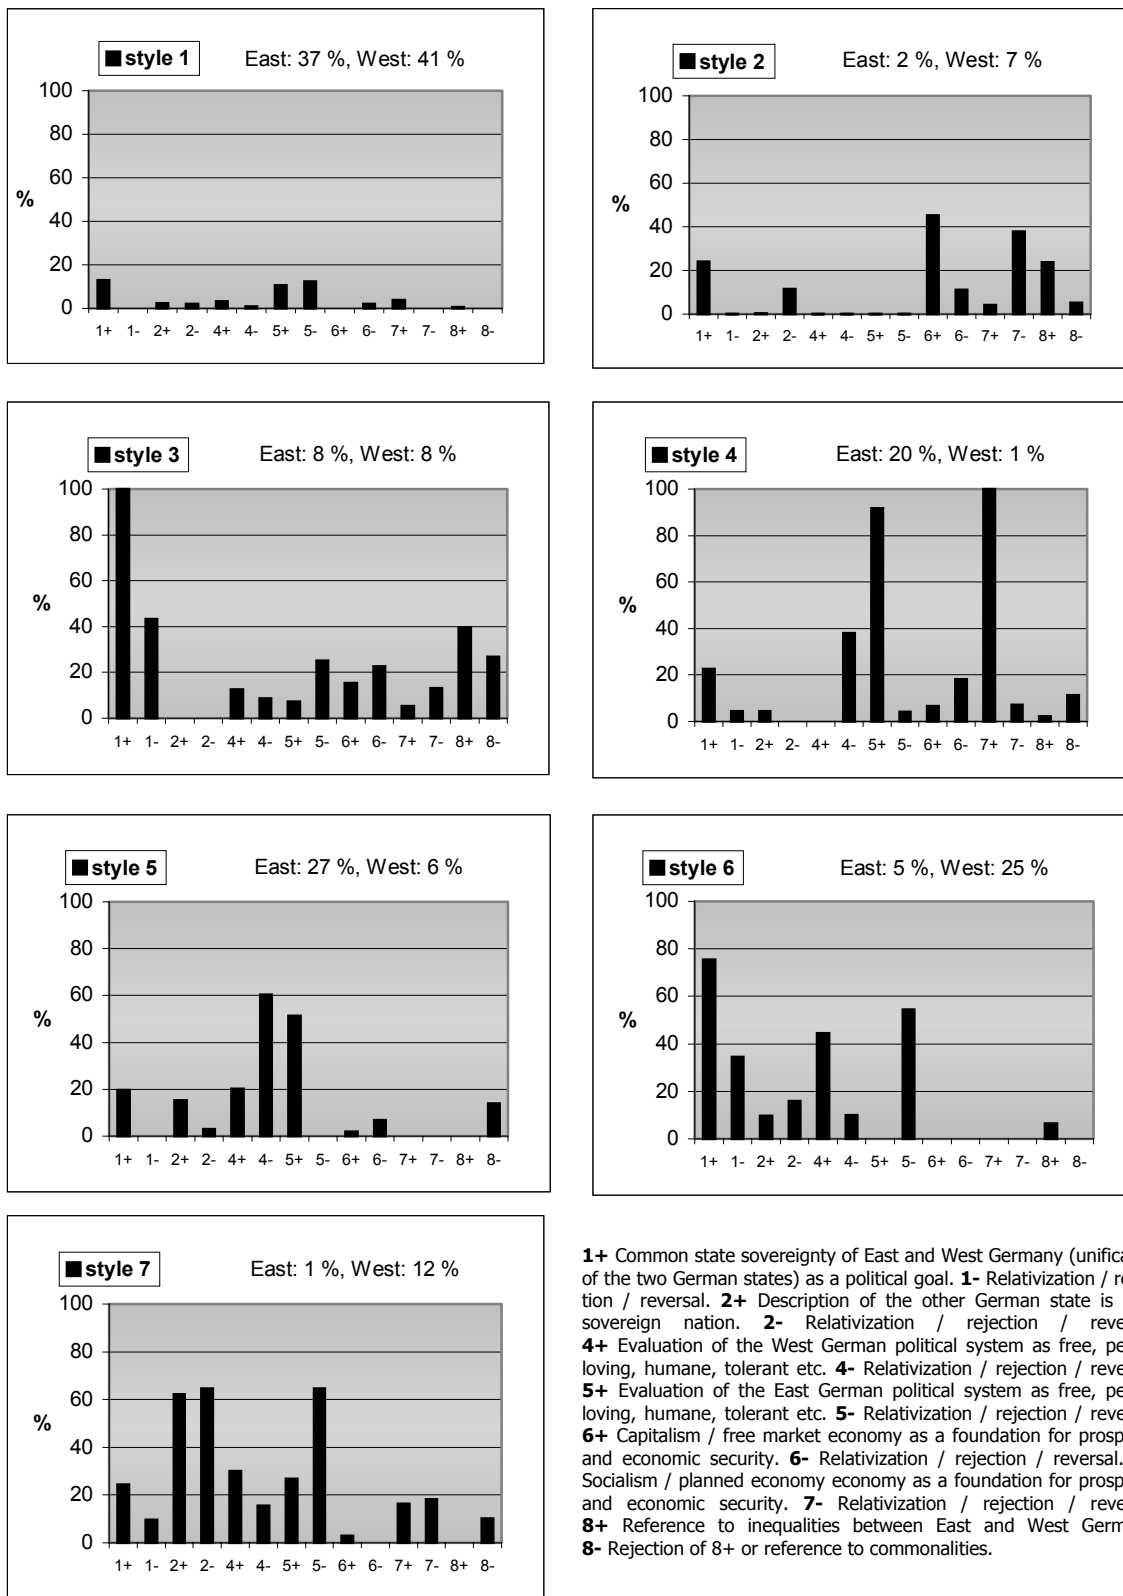 style 1 East: 37 %, West: 41 %
100
80
60
%
40
20
0
1+ 1- 2+ 2- 4+ 4- 5+ 5- 6+ 6- 7+ 7- 8+ 8-
style 2 East: 2 %, West: 7 %
100
80
60
%
40
20
0
1+ 1- 2+ 2- 4+ 4- 5+ 5- 6+ 6- 7+ 7- 8+ 8-
style 3 East: 8 %, West: 8 %
100
80
60
%
40
20
0
1+ 1- 2+ 2- 4+ 4- 5+ 5- 6+ 6- 7+ 7- 8+ 8-
style 4 East: 20 %, West: 1 %
100
80
60
%
40
20
0
1+ 1- 2+ 2- 4+ 4- 5+ 5- 6+ 6- 7+ 7- 8+ 8-
style 5 East: 27 %, West: 6 %
100
80
60
%
40
20
0
1+ 1- 2+ 2- 4+ 4- 5+ 5- 6+ 6- 7+ 7- 8+ 8-
style 6 East: 5 %, West: 25 %
100
80
60
%
40
20
0
1+ 1- 2+ 2- 4+ 4- 5+ 5- 6+ 6- 7+ 7- 8+ 8-
style 7 East: 1 %, West: 12 %
100
80
60
%
40
20
0
1+ 1- 2+ 2- 4+ 4- 5+ 5- 6+ 6- 7+ 7- 8+ 8-
1+ Common state sovereignty of East and West Germany
of the two German states) as a political goal. 1- Relativization /
tion / reversal. 2+ Description of the other German state is
sovereign nation. 2- Relativization / rejection /
4+ Evaluation of the West German political system as free,
loving, humane, tolerant etc. 4- Relativization / rejection /
5+ Evaluation of the East German political system as free,
loving, humane, tolerant etc. 5- Relativization / rejection /
6+ Capitalism / free market economy as a foundation for
and economic security. 6- Relativization / rejection / reversal.
Socialism / planned economy economy as a foundation for
and economic security. 7- Relativization / rejection /
8+ Reference to inequalities between East and West
8- Rejection of 8+ or reference to commonalities.